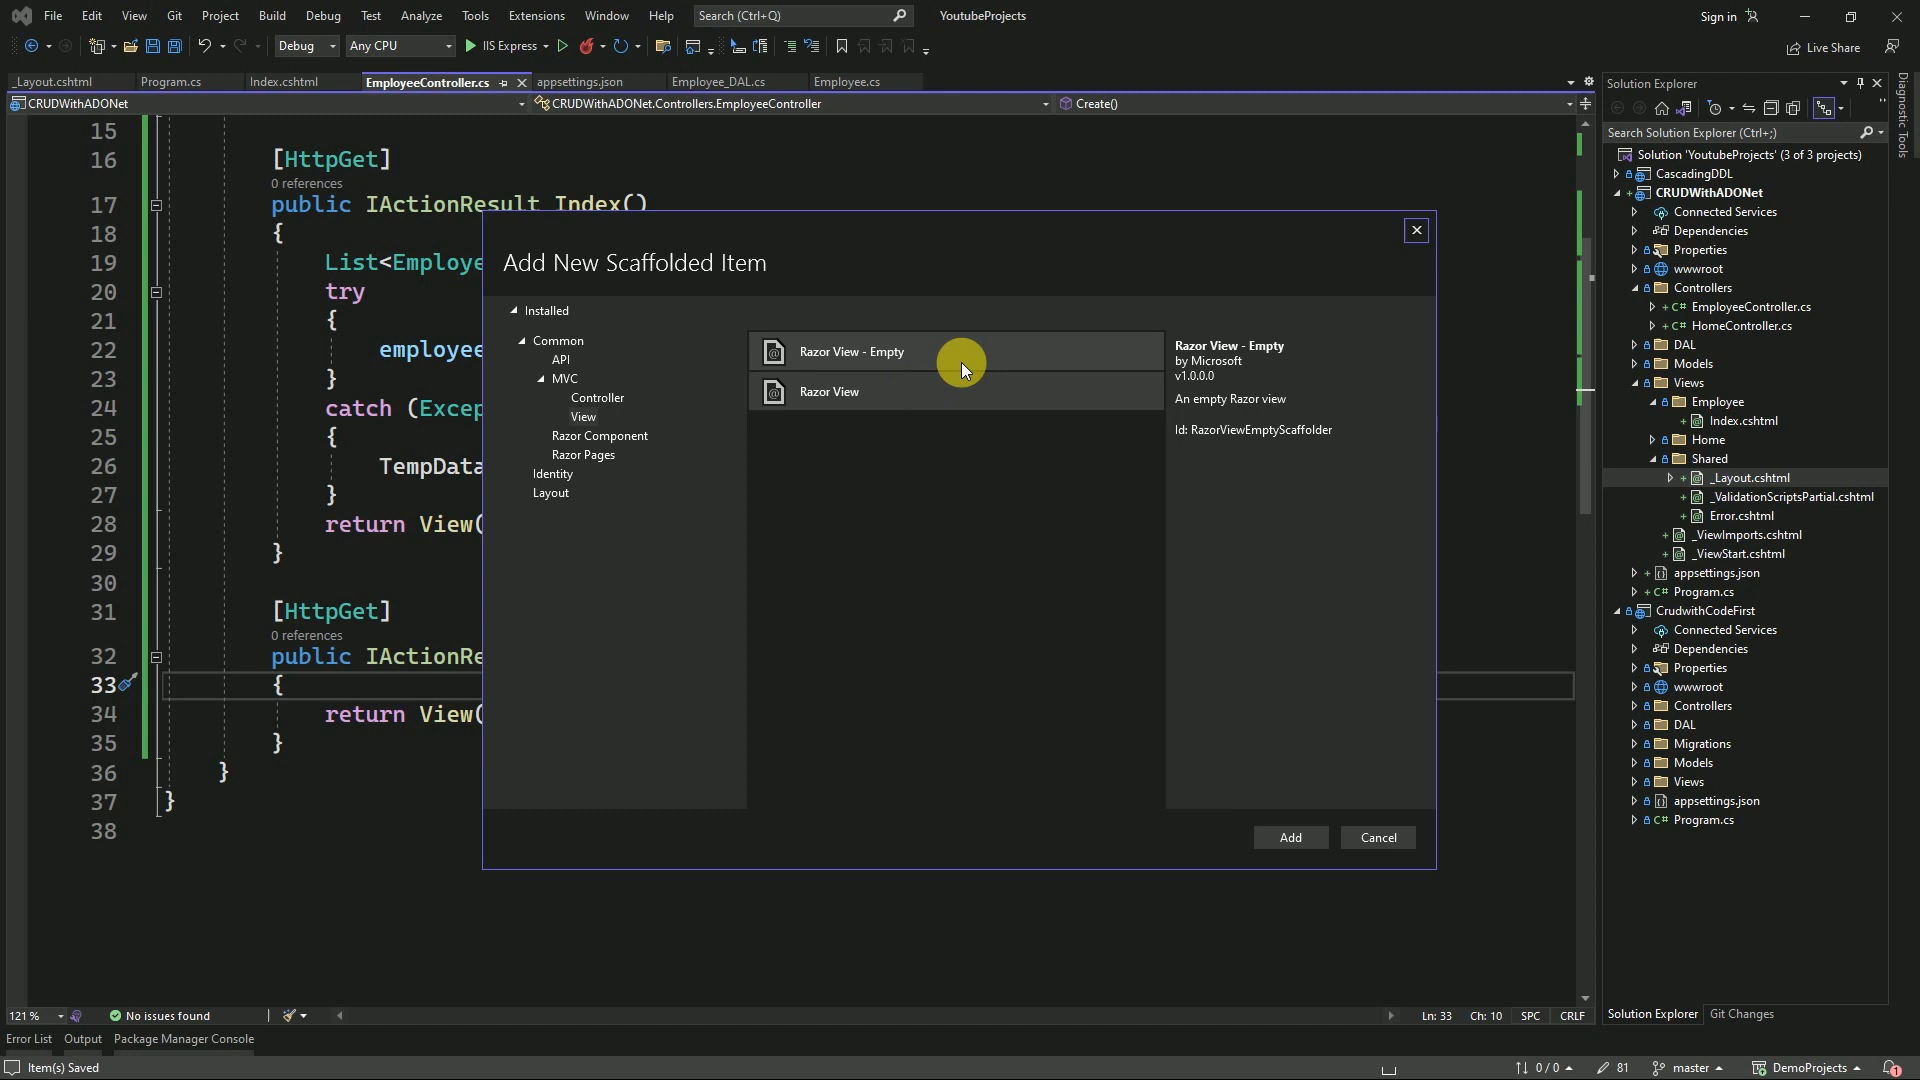 File Edit View Git Project Build Debug Test Analyze Tools Extensions Window Help Search (Ctrl+Q) YoutubeProjects Sign in
Debug Any CPU IIS Express Live Share
_Layout.cshtml Program.cs Index.cshtml EmployeeController.cs appsettings.json Employee_DAL.cs Employee.cs
CRUDWithADONet CRUDWithADONet.Controllers.EmployeeController Create()
15
16 [HttpGet]
0 references
17 public IActionResult Index()
18 {
19 List<Employe
20 try
21 {
22 employee
23 }
24 catch (Excep
25 {
26 TempData
27 }
28 return View(
29 }
30
31 [HttpGet]
0 references
32 public IActionRe
33 {
34 return View(
35 }
36 }
37 }
38
Add New Scaffolded Item
Installed
Common
API
MVC
Controller
View
Razor Component
Razor Pages
Identity
Layout
Razor View - Empty
Razor View
Razor View - Empty
by Microsoft
v1.0.0.0
An empty Razor view
Id: RazorViewEmptyScaffolder
Add Cancel
Solution Explorer
Search Solution Explorer (Ctrl+;)
Solution 'YoutubeProjects' (3 of 3 projects)
CascadingDDL
CRUDWithADONet
Connected Services
Dependencies
Properties
wwwroot
Controllers
C# EmployeeController.cs
C# HomeController.cs
DAL
Models
Views
Employee
Index.cshtml
Home
Shared
_Layout.cshtml
_ValidationScriptsPartial.cshtml
Error.cshtml
_ViewImports.cshtml
_ViewStart.cshtml
appsettings.json
C# Program.cs
CrudwithCodeFirst
Connected Services
Dependencies
Properties
wwwroot
Controllers
DAL
Migrations
Models
Views
appsettings.json
C# Program.cs
Solution Explorer Git Changes
Diagnostic Tools
121 % No issues found Ln: 33 Ch: 10 SPC CRLF
Error List Output Package Manager Console
Item(s) Saved 0 / 0 81 master DemoProjects 1